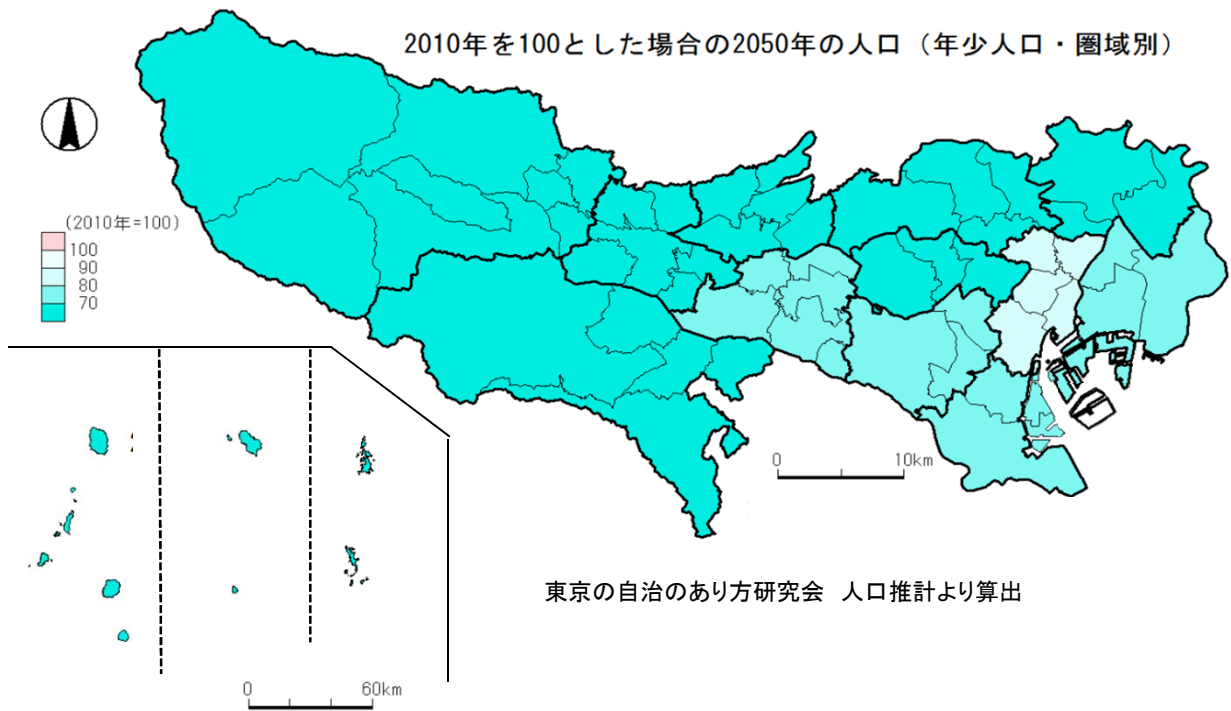 2010年を100とした場合の2050年の人口（年少人口・圏域別）
(2010年=100)
100
90
80
70
0 10km
東京の自治のあり方研究会　人口推計より算出
0 60km